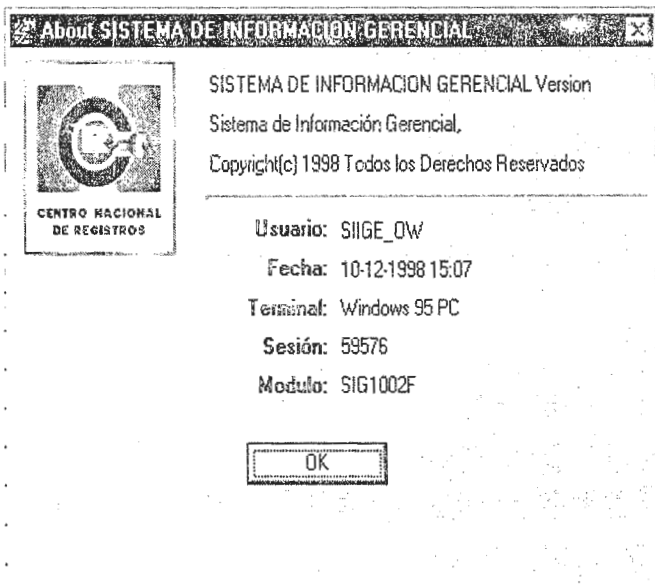 About SISTEMA DE INFORMACION GERENCIAL
SISTEMA DE INFORMACION GERENCIAL Version
Sistema de Información Gerencial,
Copyright(c) 1998 Todos los Derechos Reservados
CENTRO NACIONAL
DE REGISTROS
Usuario: SIIGE_OW
Fecha: 10-12-1998 15:07
Terminal: Windows 95 PC
Sesión: 59576
Modulo: SIG1002F
OK